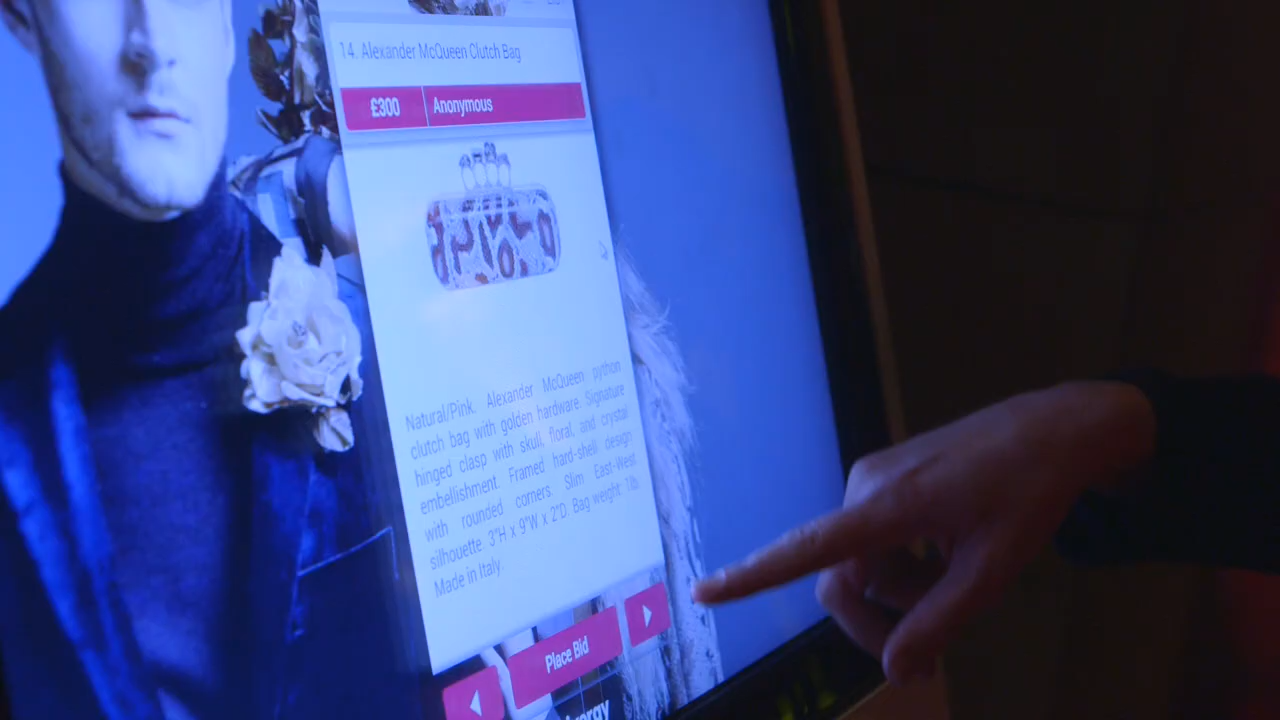 14. Alexander McQueen Clutch Bag
£300 Anonymous
Natural/Pink. Alexander McQueen python
clutch bag with golden hardware. Signature
hinged clasp with skull, floral, and crystal
embellishment. Framed hard-shell design
with rounded corners. Slim East-West
silhouette. 3"H x 9"W x 2"D. Bag weight: 1lb.
Made in Italy.
Place Bid